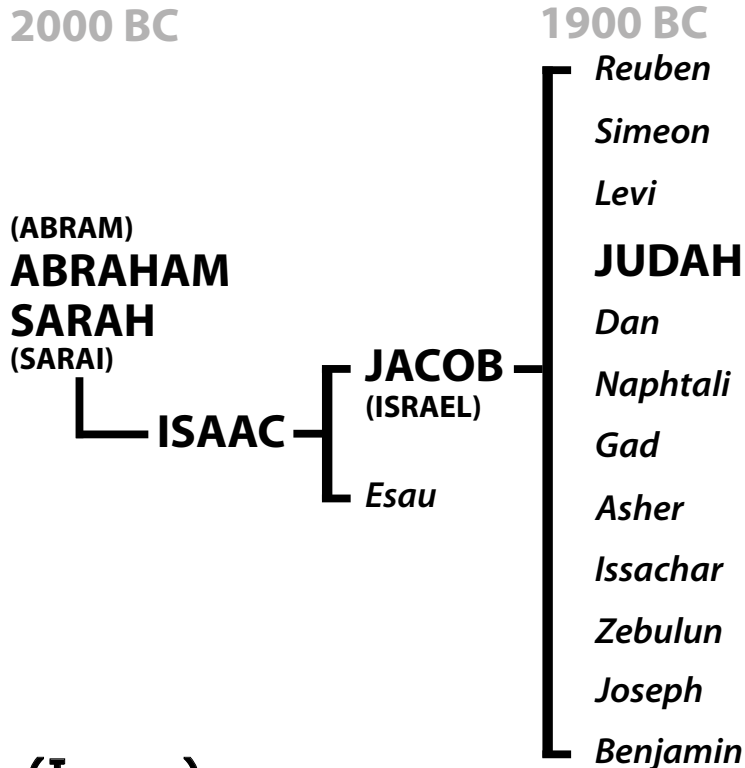 2000 BC
1900 BC
Reuben
Simeon
Levi
(ABRAM)
ABRAHAM
JUDAH
SARAH
Dan
(SARAI)
JACOB
Naphtali
(ISRAEL)
ISAAC
Gad
Esau
Asher
Issachar
Zebulun
Joseph
Benjamin